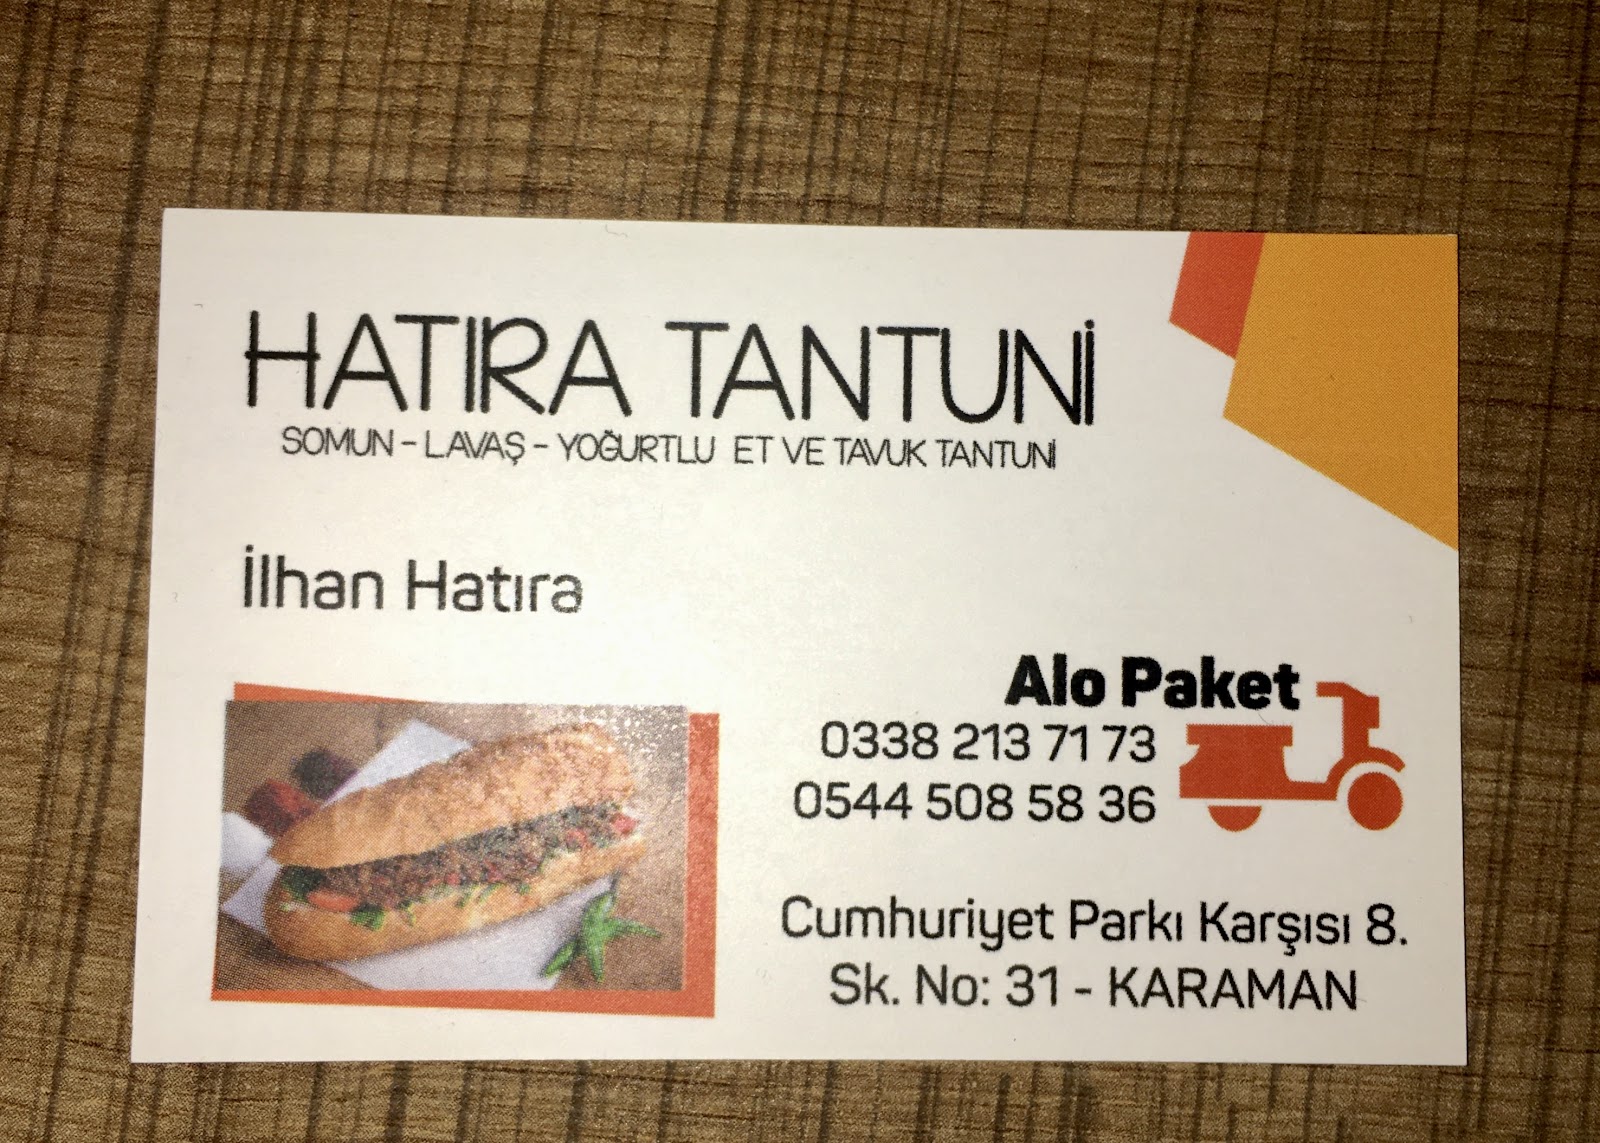 HATIRA TANTUNİ
SOMUN - LAVAŞ - YOĞURTLU ET VE TAVUK TANTUNİ
İlhan Hatıra
Alo Paket
0338 213 71 73
0544 508 58 36
Cumhuriyet Parkı Karşısı 8.
Sk. No: 31 - KARAMAN